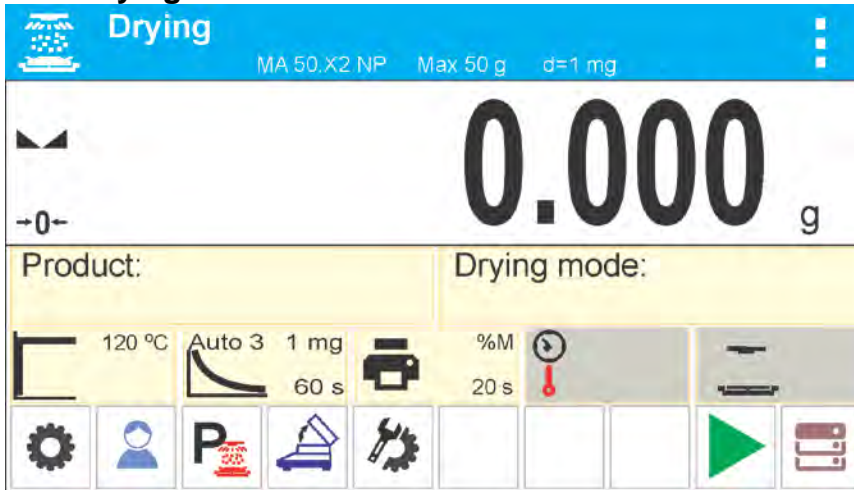 Drying
MA 50.X2 NP Max 50 g d=1 mg
0.000 g
→0←
Product: Drying mode:
120 ºC Auto 3 1 mg %M
60 s 20 s
P